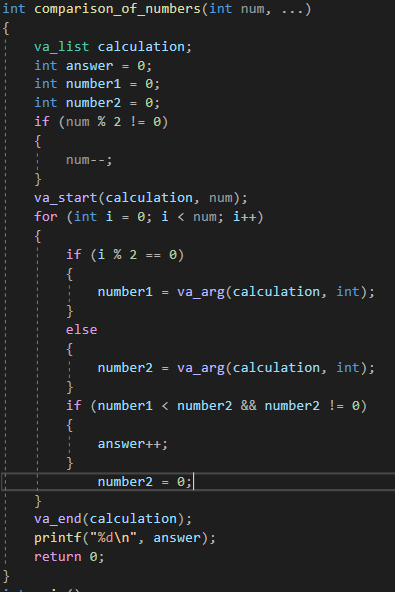 int comparison_of_numbers(int num, ...)
{
va_list calculation;
int answer = 0;
int number1 = 0;
int number2 = 0;
if (num % 2 != 0)
{
num--;
}
va_start(calculation, num);
for (int i = 0; i < num; i++)
{
if (i % 2 == 0)
{
number1 = va_arg(calculation, int);
}
else
{
number2 = va_arg(calculation, int);
}
if (number1 < number2 && number2 != 0)
{
answer++;
}
number2 = 0;
}
va_end(calculation);
printf("%d\n", answer);
return 0;
}